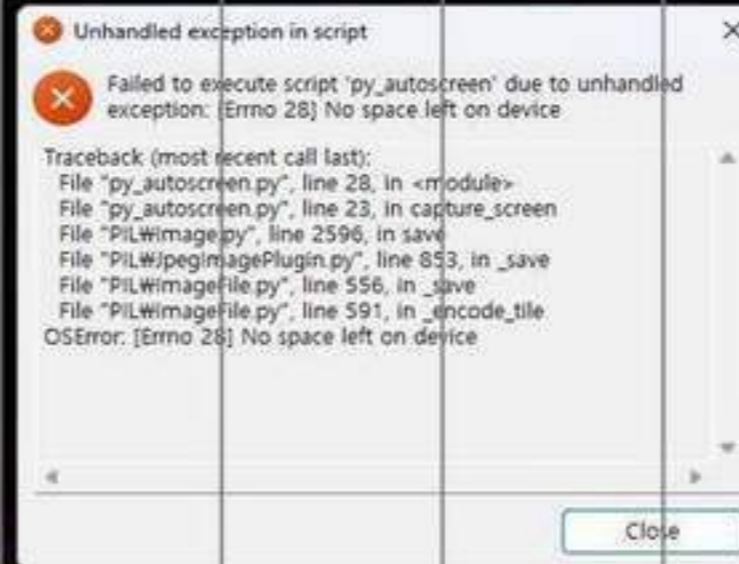 Unhandled exception in script
Failed to execute script 'py_autoscreen' due to unhandled
exception: [Errno 28] No space left on device
Traceback (most recent call last):
File "py_autoscreen.py", line 28, in <module>
File "py_autoscreen.py", line 23, in capture_screen
File "PIL₩Image.py", line 2596, in save
File "PIL₩JpegImagePlugin.py", line 853, in _save
File "PIL₩ImageFile.py", line 556, in _save
File "PIL₩ImageFile.py", line 591, in _encode_tile
OSError: [Errno 28] No space left on device
Close